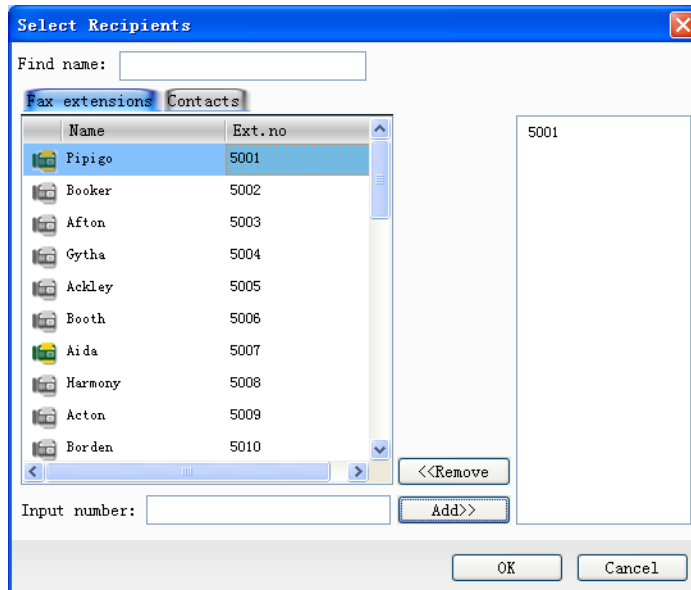 Select Recipients
Find name:
Fax extensions Contacts
Name Ext.no
Pipigo 5001
Booker 5002
Afton 5003
Gytha 5004
Ackley 5005
Booth 5006
Aida 5007
Harmony 5008
Acton 5009
Borden 5010
5001
<<Remove
Input number:
Add>>
OK
Cancel